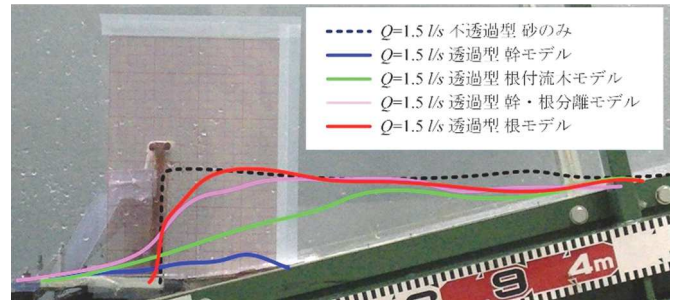 Q=1.5 l/s 不透過型 砂のみ
Q=1.5 l/s 透過型 幹モデル
Q=1.5 l/s 透過型 根付流木モデル
Q=1.5 l/s 透過型 幹・根分離モデル
Q=1.5 l/s 透過型 根モデル
9
4m